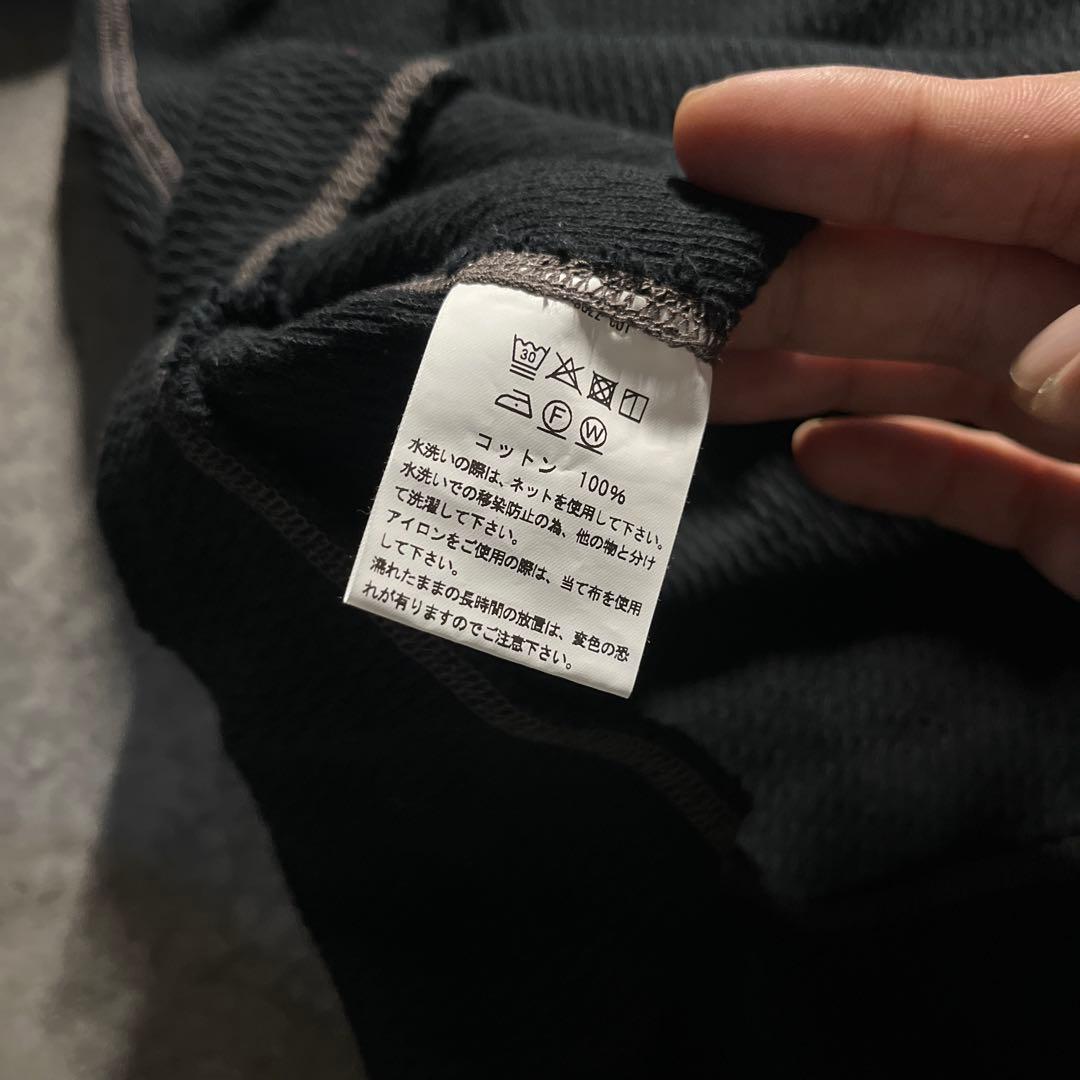 30
F W
コットン 100%
水洗いの際は、ネットを使用して下さい。
水洗いでの移染防止の為、他の物と分け
て洗濯して下さい。
アイロンをご使用の際は、当て布を使用
して下さい。
濡れたままの長時間の放置は、変色の恐
れが有りますのでご注意下さい。